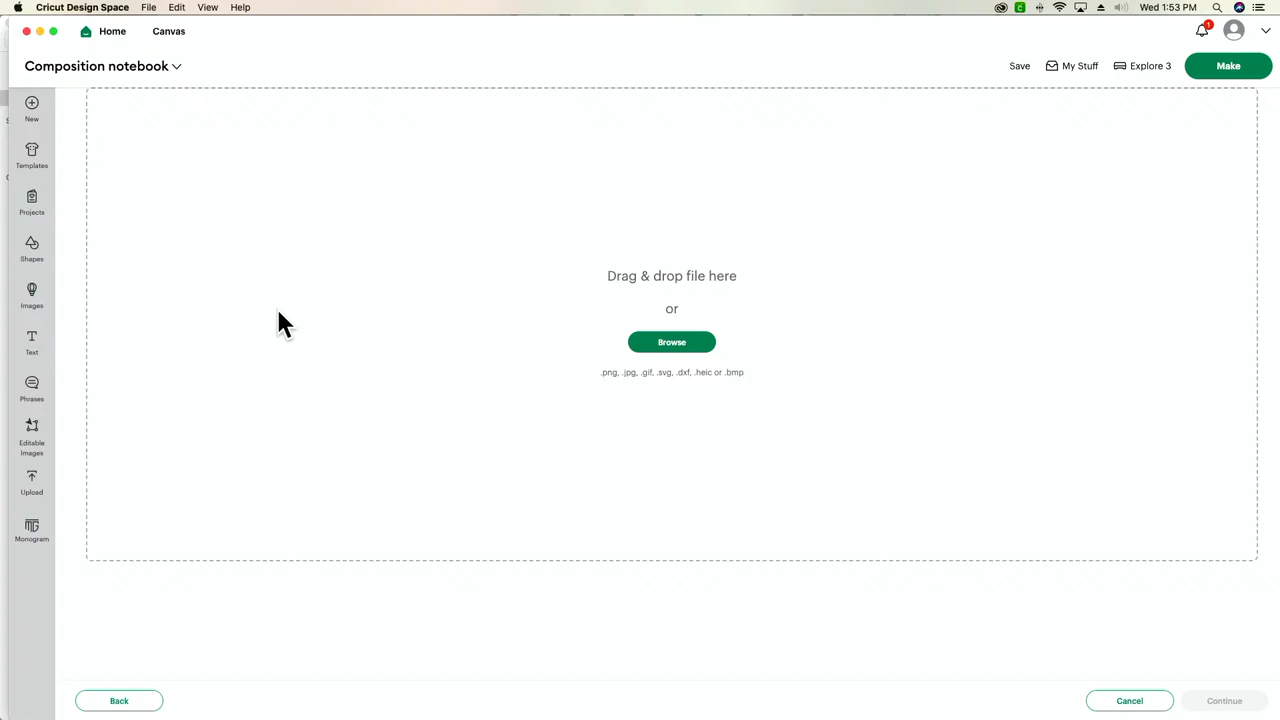 Cricut Design Space File Edit View Help Wed 1:53 PM
Home Canvas 1
Composition notebook Save My Stuff Explore 3 Make
New
Templates
Projects
Shapes
Images
Text
Phrases
Editable
Images
Upload
Monogram
Drag & drop file here
or
Browse
.png, .jpg, .gif, .svg, .dxf, .heic or .bmp
Back Cancel Continue